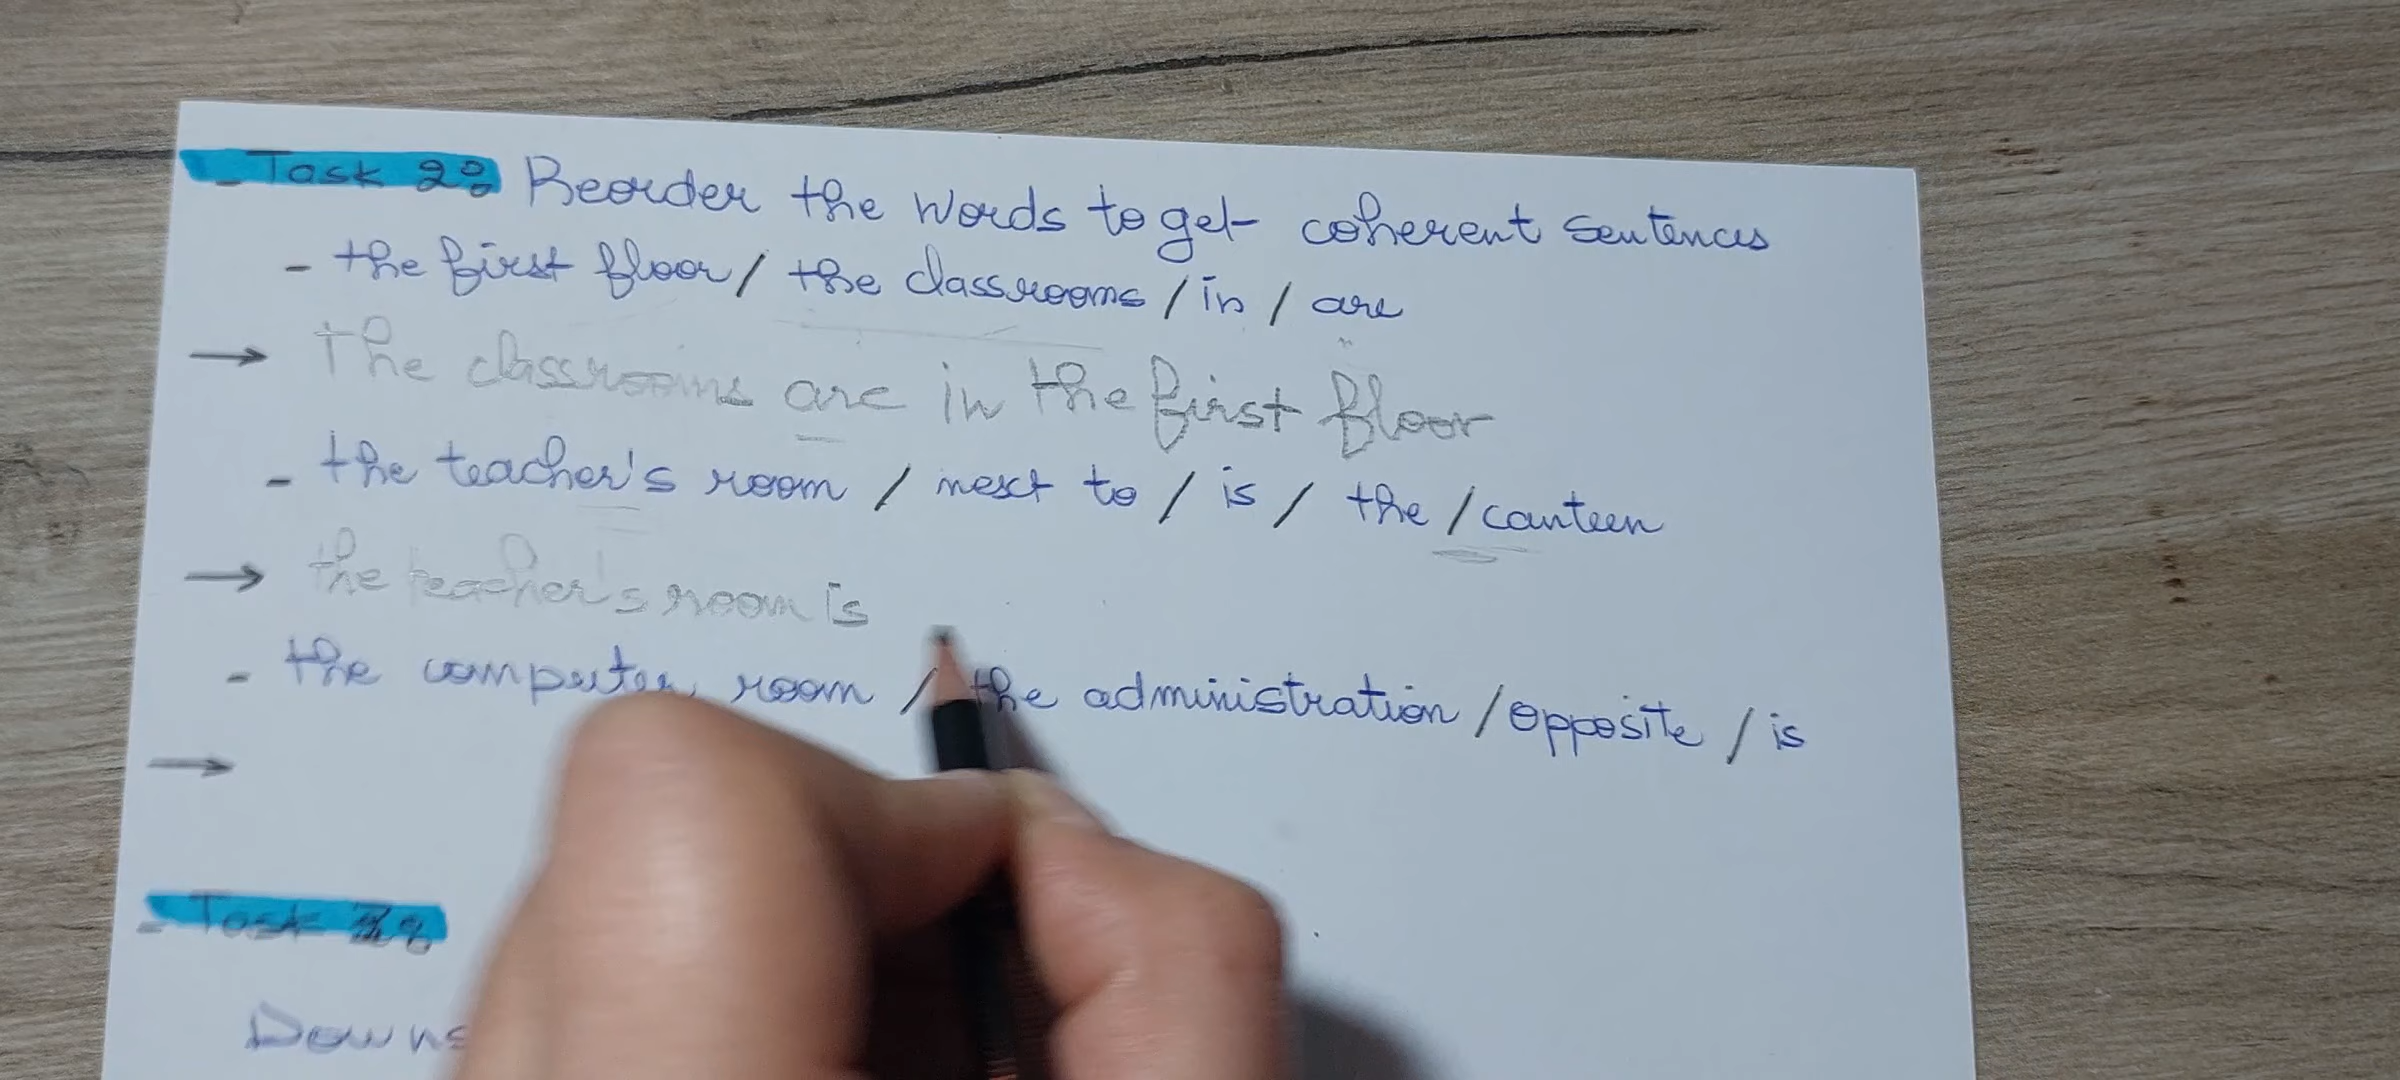 - Task 2: Reorder the words to get coherent sentences
- the first floor / the classrooms / in / are
→ The classrooms are in the first floor
- the teacher's room / next to / is / the / canteen
→ the teacher's room is
- the computer room / the administration / opposite / is
→
- Task